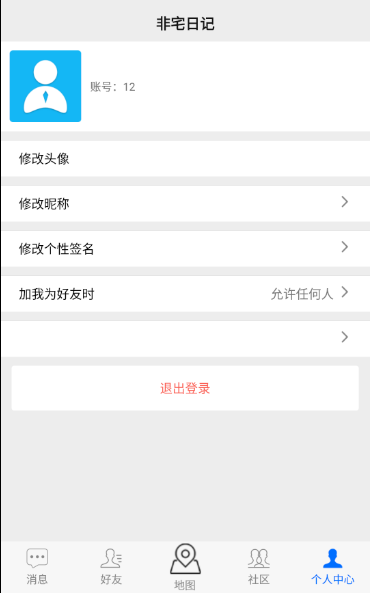 非宅日记
账号：12
修改头像
修改昵称
修改个性签名
加我为好友时 允许任何人
退出登录
消息 好友 地图 社区 个人中心